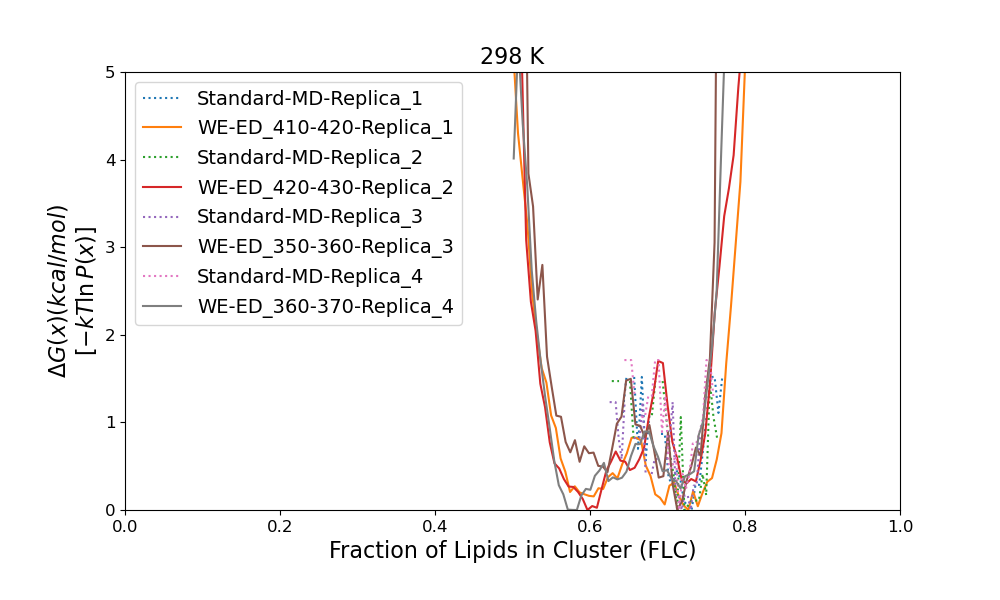 298 K
ΔG(x)(kcal/mol)
[−kTln P(x)]
5
4
3
2
1
0
Standard-MD-Replica_1
WE-ED_410-420-Replica_1
Standard-MD-Replica_2
WE-ED_420-430-Replica_2
Standard-MD-Replica_3
WE-ED_350-360-Replica_3
Standard-MD-Replica_4
WE-ED_360-370-Replica_4
0.0 0.2 0.4 0.6 0.8 1.0
Fraction of Lipids in Cluster (FLC)